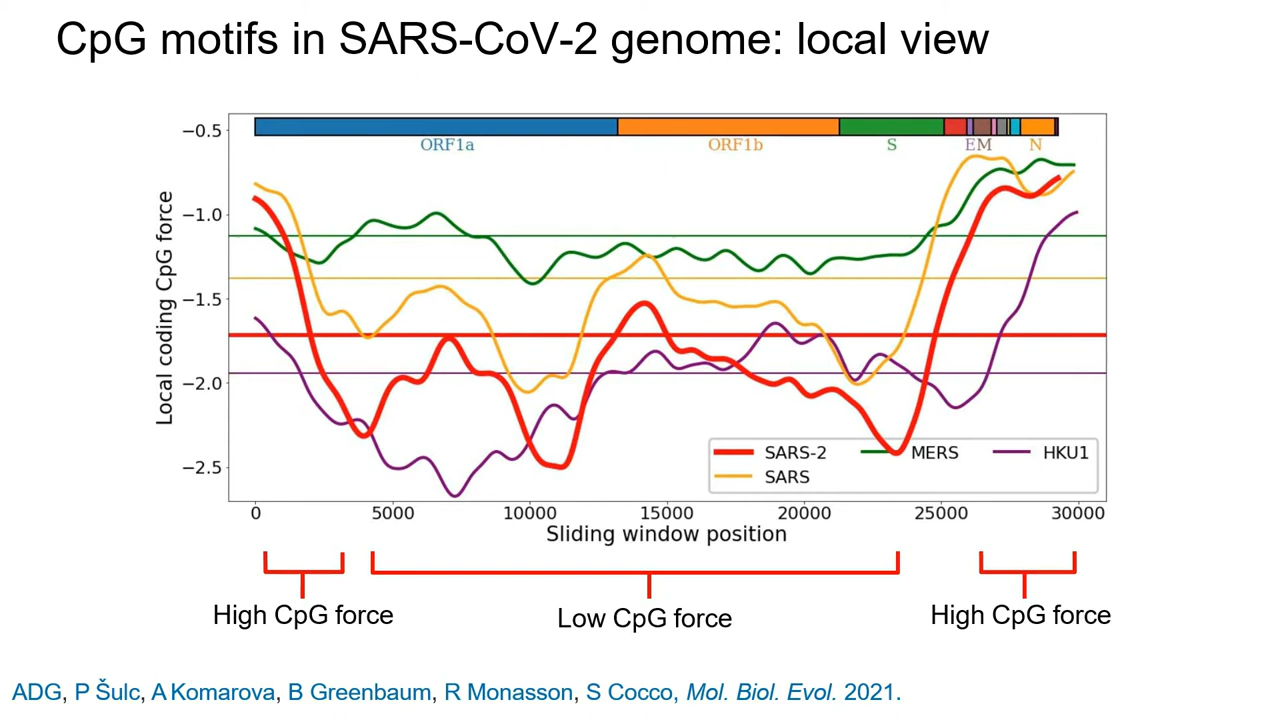 CpG motifs in SARS-CoV-2 genome: local view
−0.5
ORF1a ORF1b S E M N
−1.0
−1.5
−2.0
−2.5
Local coding CpG force
SARS-2 MERS HKU1
SARS
0 5000 10000 15000 20000 25000 30000
Sliding window position
High CpG force Low CpG force High CpG force
ADG, P Šulc, A Komarova, B Greenbaum, R Monasson, S Cocco, Mol. Biol. Evol. 2021.